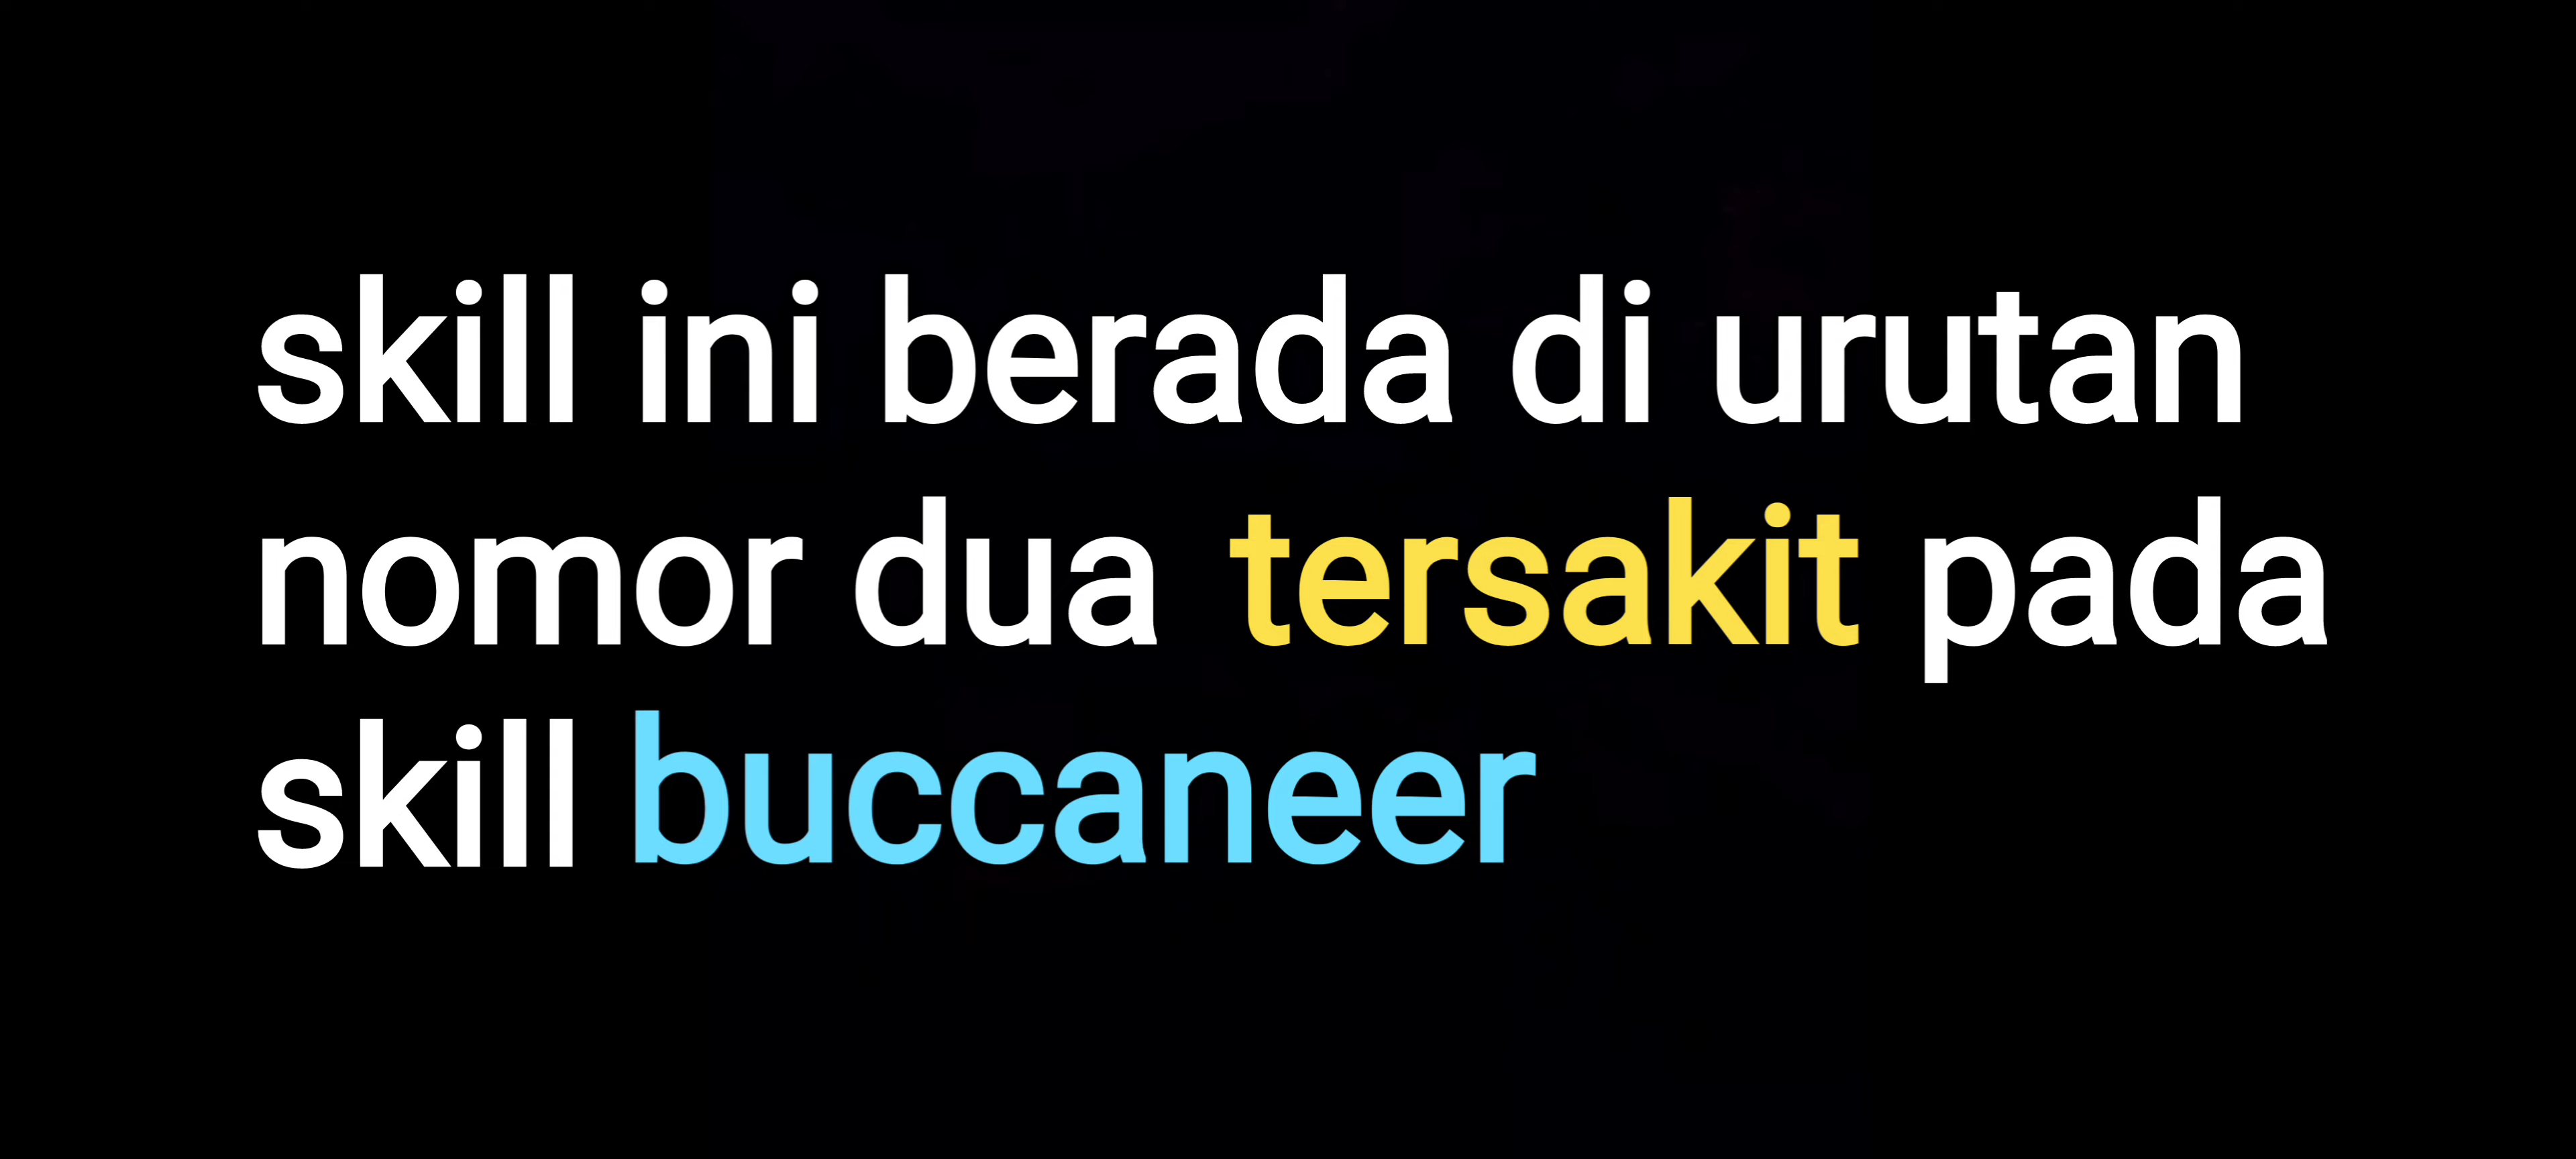 skill ini berada di urutan
nomor dua tersakit pada
skill buccaneer